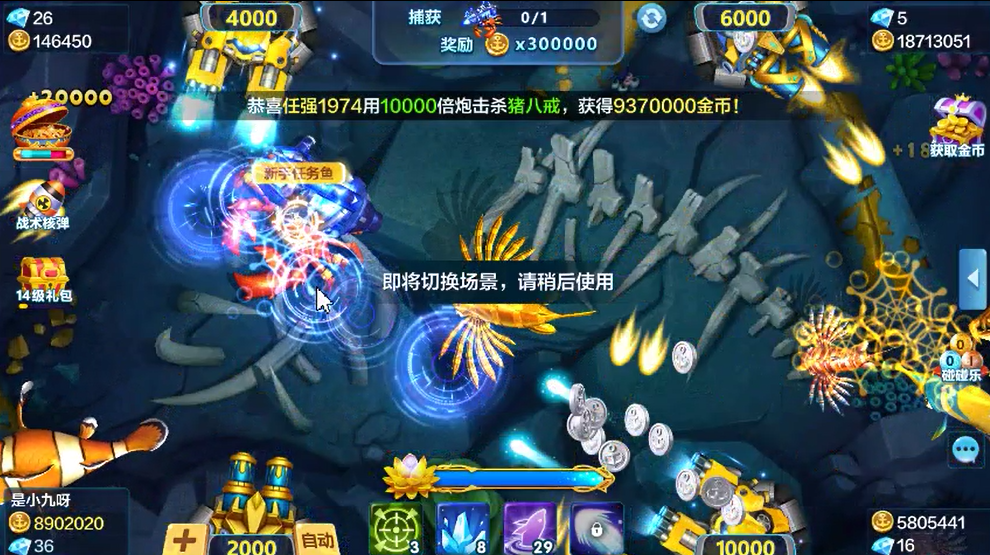 26
146450
4000
捕获 0/1
奖励 x300000
6000
5
18713051
+20000
恭喜任强1974用10000倍炮击杀猪八戒，获得9370000金币！
获取金币
新手任务鱼
战术核弹
即将切换场景，请稍后使用
14级礼包
0
0
1
碰碰乐
是小九呀
8902020
36
+
2000
自动
3
8
29
10000
5805441
16